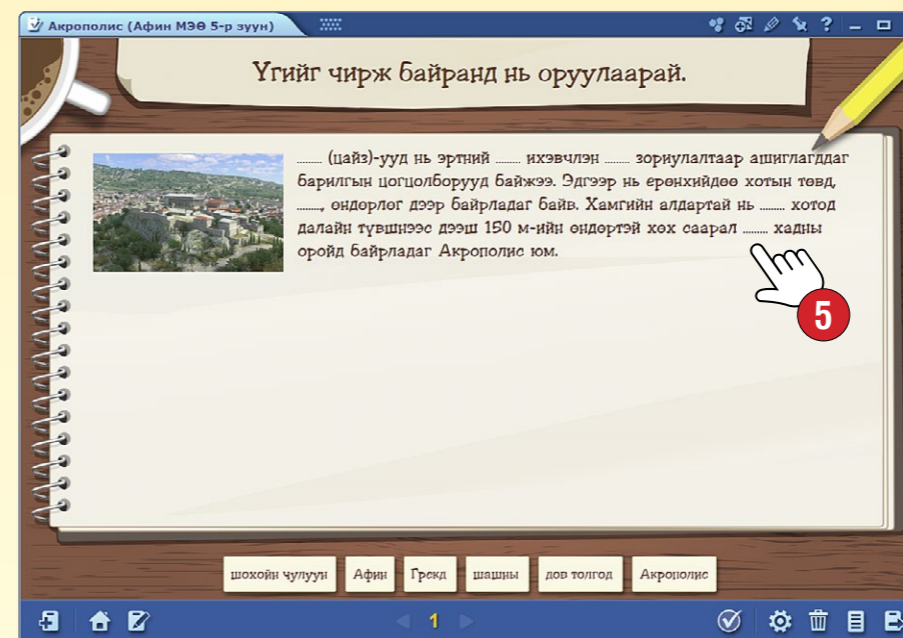 Акрополис (Афин МЭӨ 5-р зуун)
?
Үгийг чирж байранд нь оруулаарай.
........ (цайз)-ууд нь эртний ........ ихэвчлэн ........ зориулалтаар ашиглагддаг
барилгын цогцолборууд байжээ. Эдгээр нь ерөнхийдөө хотын төвд,
........, өндөрлөг дээр байрладаг байв. Хамгийн алдартай нь ........ хотод
далайн түвшнээс дээш 150 м-ийн өндөртэй хөх саарал ........ хадны
оройд байрладаг Акрополис юм.
5
шохойн чулуун Афин Грекд шашны дов толгод Акрополис
1